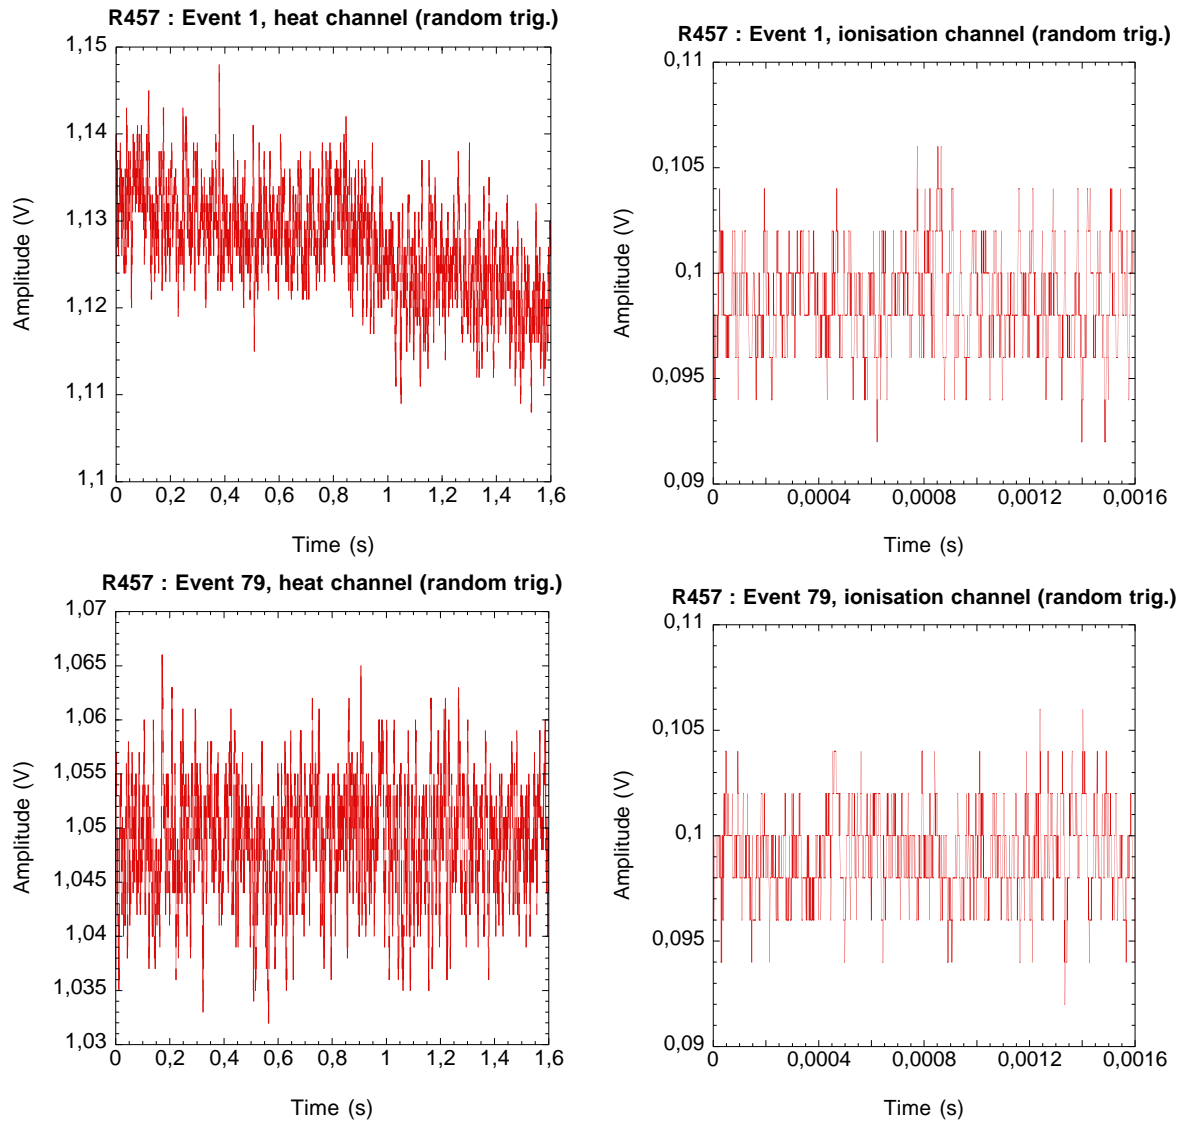 R457 : Event 1, heat channel (random trig.)
1,15
1,14
1,13
1,12
1,11
1,1
Amplitude (V)
0 0,2 0,4 0,6 0,8 1 1,2 1,4 1,6
Time (s)
R457 : Event 1, ionisation channel (random trig.)
0,11
0,105
0,1
0,095
0,09
Amplitude (V)
0 0,0004 0,0008 0,0012 0,0016
Time (s)
R457 : Event 79, heat channel (random trig.)
1,07
1,065
1,06
1,055
1,05
1,045
1,04
1,035
1,03
Amplitude (V)
0 0,2 0,4 0,6 0,8 1 1,2 1,4 1,6
Time (s)
R457 : Event 79, ionisation channel (random trig.)
0,11
0,105
0,1
0,095
0,09
Amplitude (V)
0 0,0004 0,0008 0,0012 0,0016
Time (s)